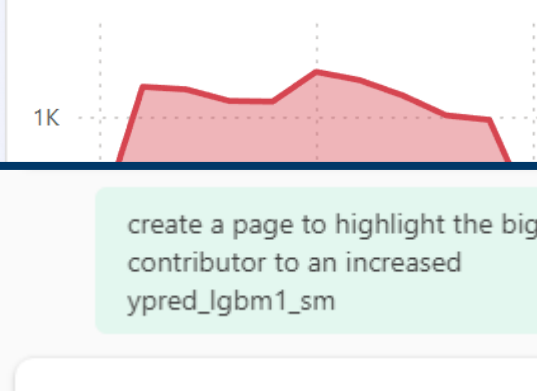 1K
create a page to highlight the big
contributor to an increased
ypred_lgbm1_sm